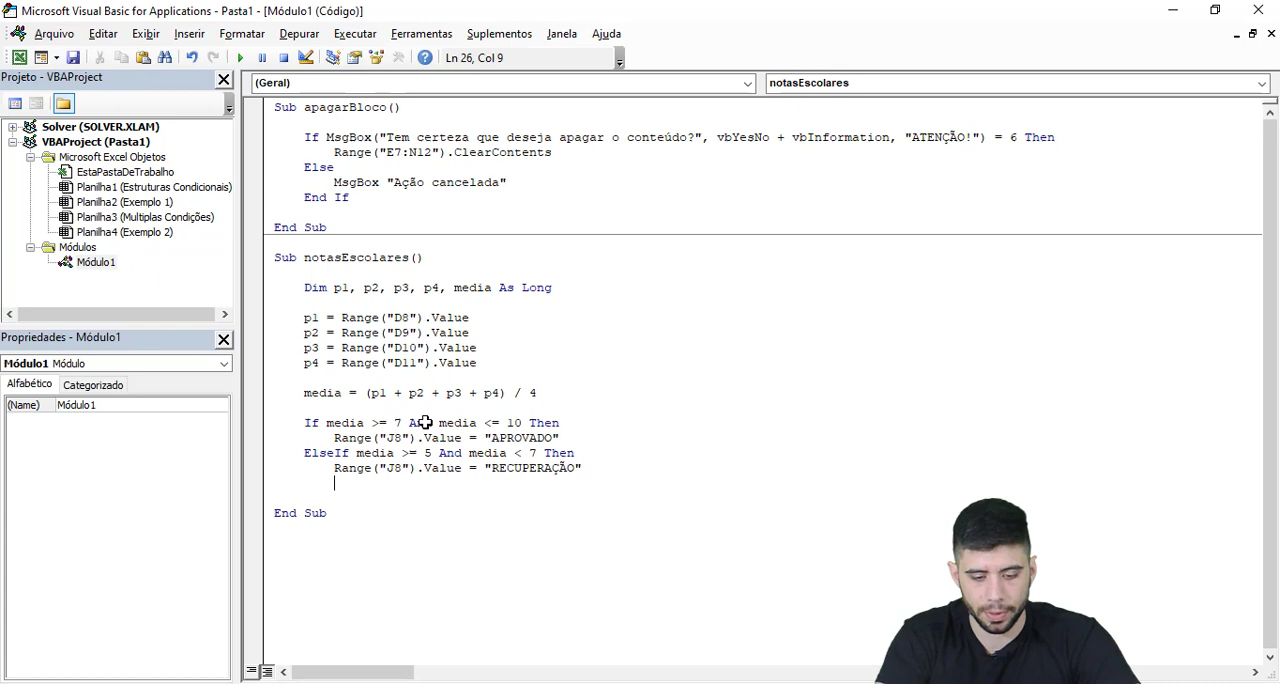 Microsoft Visual Basic for Applications - Pasta1 - [Módulo1 (Código)]
Arquivo Editar Exibir Inserir Formatar Depurar Executar Ferramentas Suplementos Janela Ajuda
Ln 26, Col 9
Projeto - VBAProject
Solver (SOLVER.XLAM)
VBAProject (Pasta1)
Microsoft Excel Objetos
EstaPastaDeTrabalho
Planilha1 (Estruturas Condicionais)
Planilha2 (Exemplo 1)
Planilha3 (Multiplas Condições)
Planilha4 (Exemplo 2)
Módulos
Módulo1
Propriedades - Módulo1
Módulo1 Módulo
Alfabético Categorizado
(Name) Módulo1
(Geral) notasEscolares
Sub apagarBloco()
If MsgBox("Tem certeza que deseja apagar o conteúdo?", vbYesNo + vbInformation, "ATENÇÃO!") = 6 Then
Range("E7:N12").ClearContents
Else
MsgBox "Ação cancelada"
End If
End Sub
Sub notasEscolares()
Dim p1, p2, p3, p4, media As Long
p1 = Range("D8").Value
p2 = Range("D9").Value
p3 = Range("D10").Value
p4 = Range("D11").Value
media = (p1 + p2 + p3 + p4) / 4
If media >= 7 And media <= 10 Then
Range("J8").Value = "APROVADO"
ElseIf media >= 5 And media < 7 Then
Range("J8").Value = "RECUPERAÇÃO"
End Sub